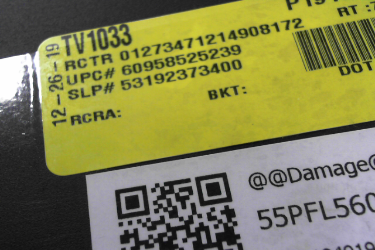 12-26-19
TV1033
RCTR 01273471214908172
UPC# 60958525239
SLP# 53192373400
BKT:
RCRA:
RT :
DOT
@@Damage@
55PFL560